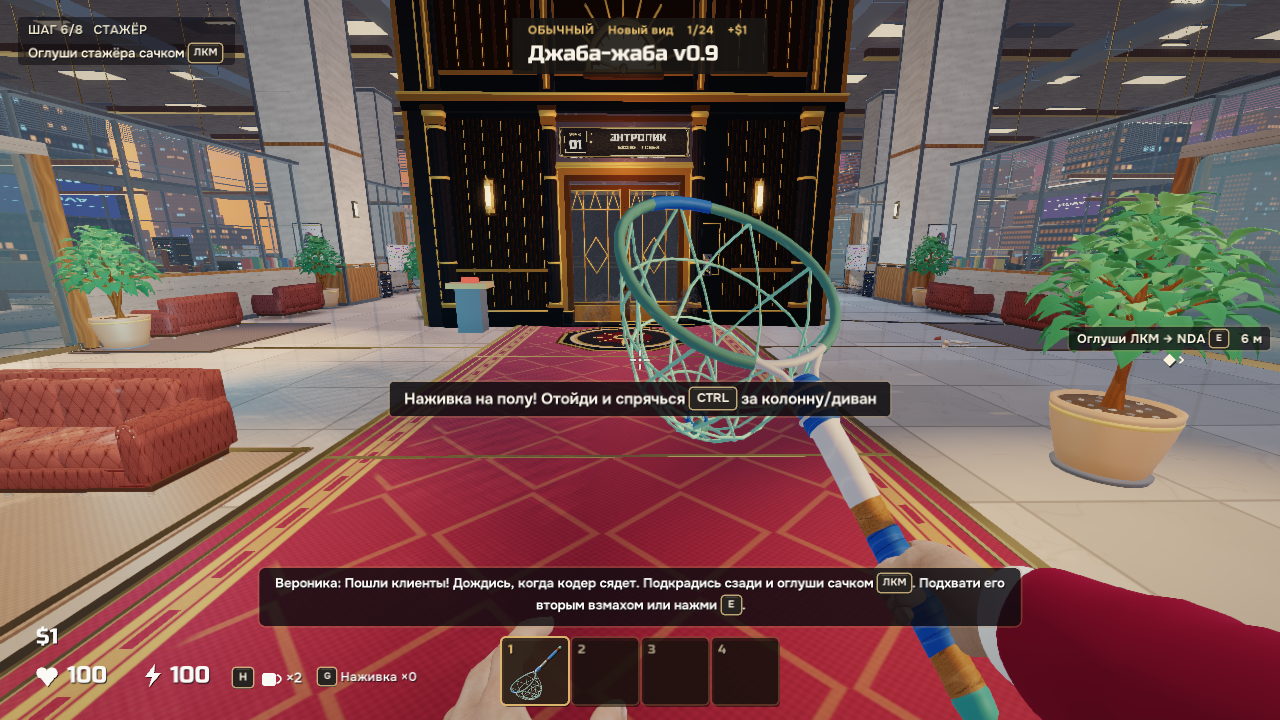 ШАГ 6/8 СТАЖЁР
Оглуши стажёра сачком ЛКМ
ОБЫЧНЫЙ Новый вид 1/24 +$1
Джаба-жаба v0.9
01
ЭНТРОПИК
Оглуши ЛКМ → NDA E 6 м
Наживка на полу! Отойди и спрячься CTRL за колонну/диван
Вероника: Пошли клиенты! Дождись, когда кодер сядет. Подкрадись сзади и оглуши сачком ЛКМ. Подхвати его
вторым взмахом или нажми E.
$1
100 100 H ×2 G Наживка ×0
1 2 3 4